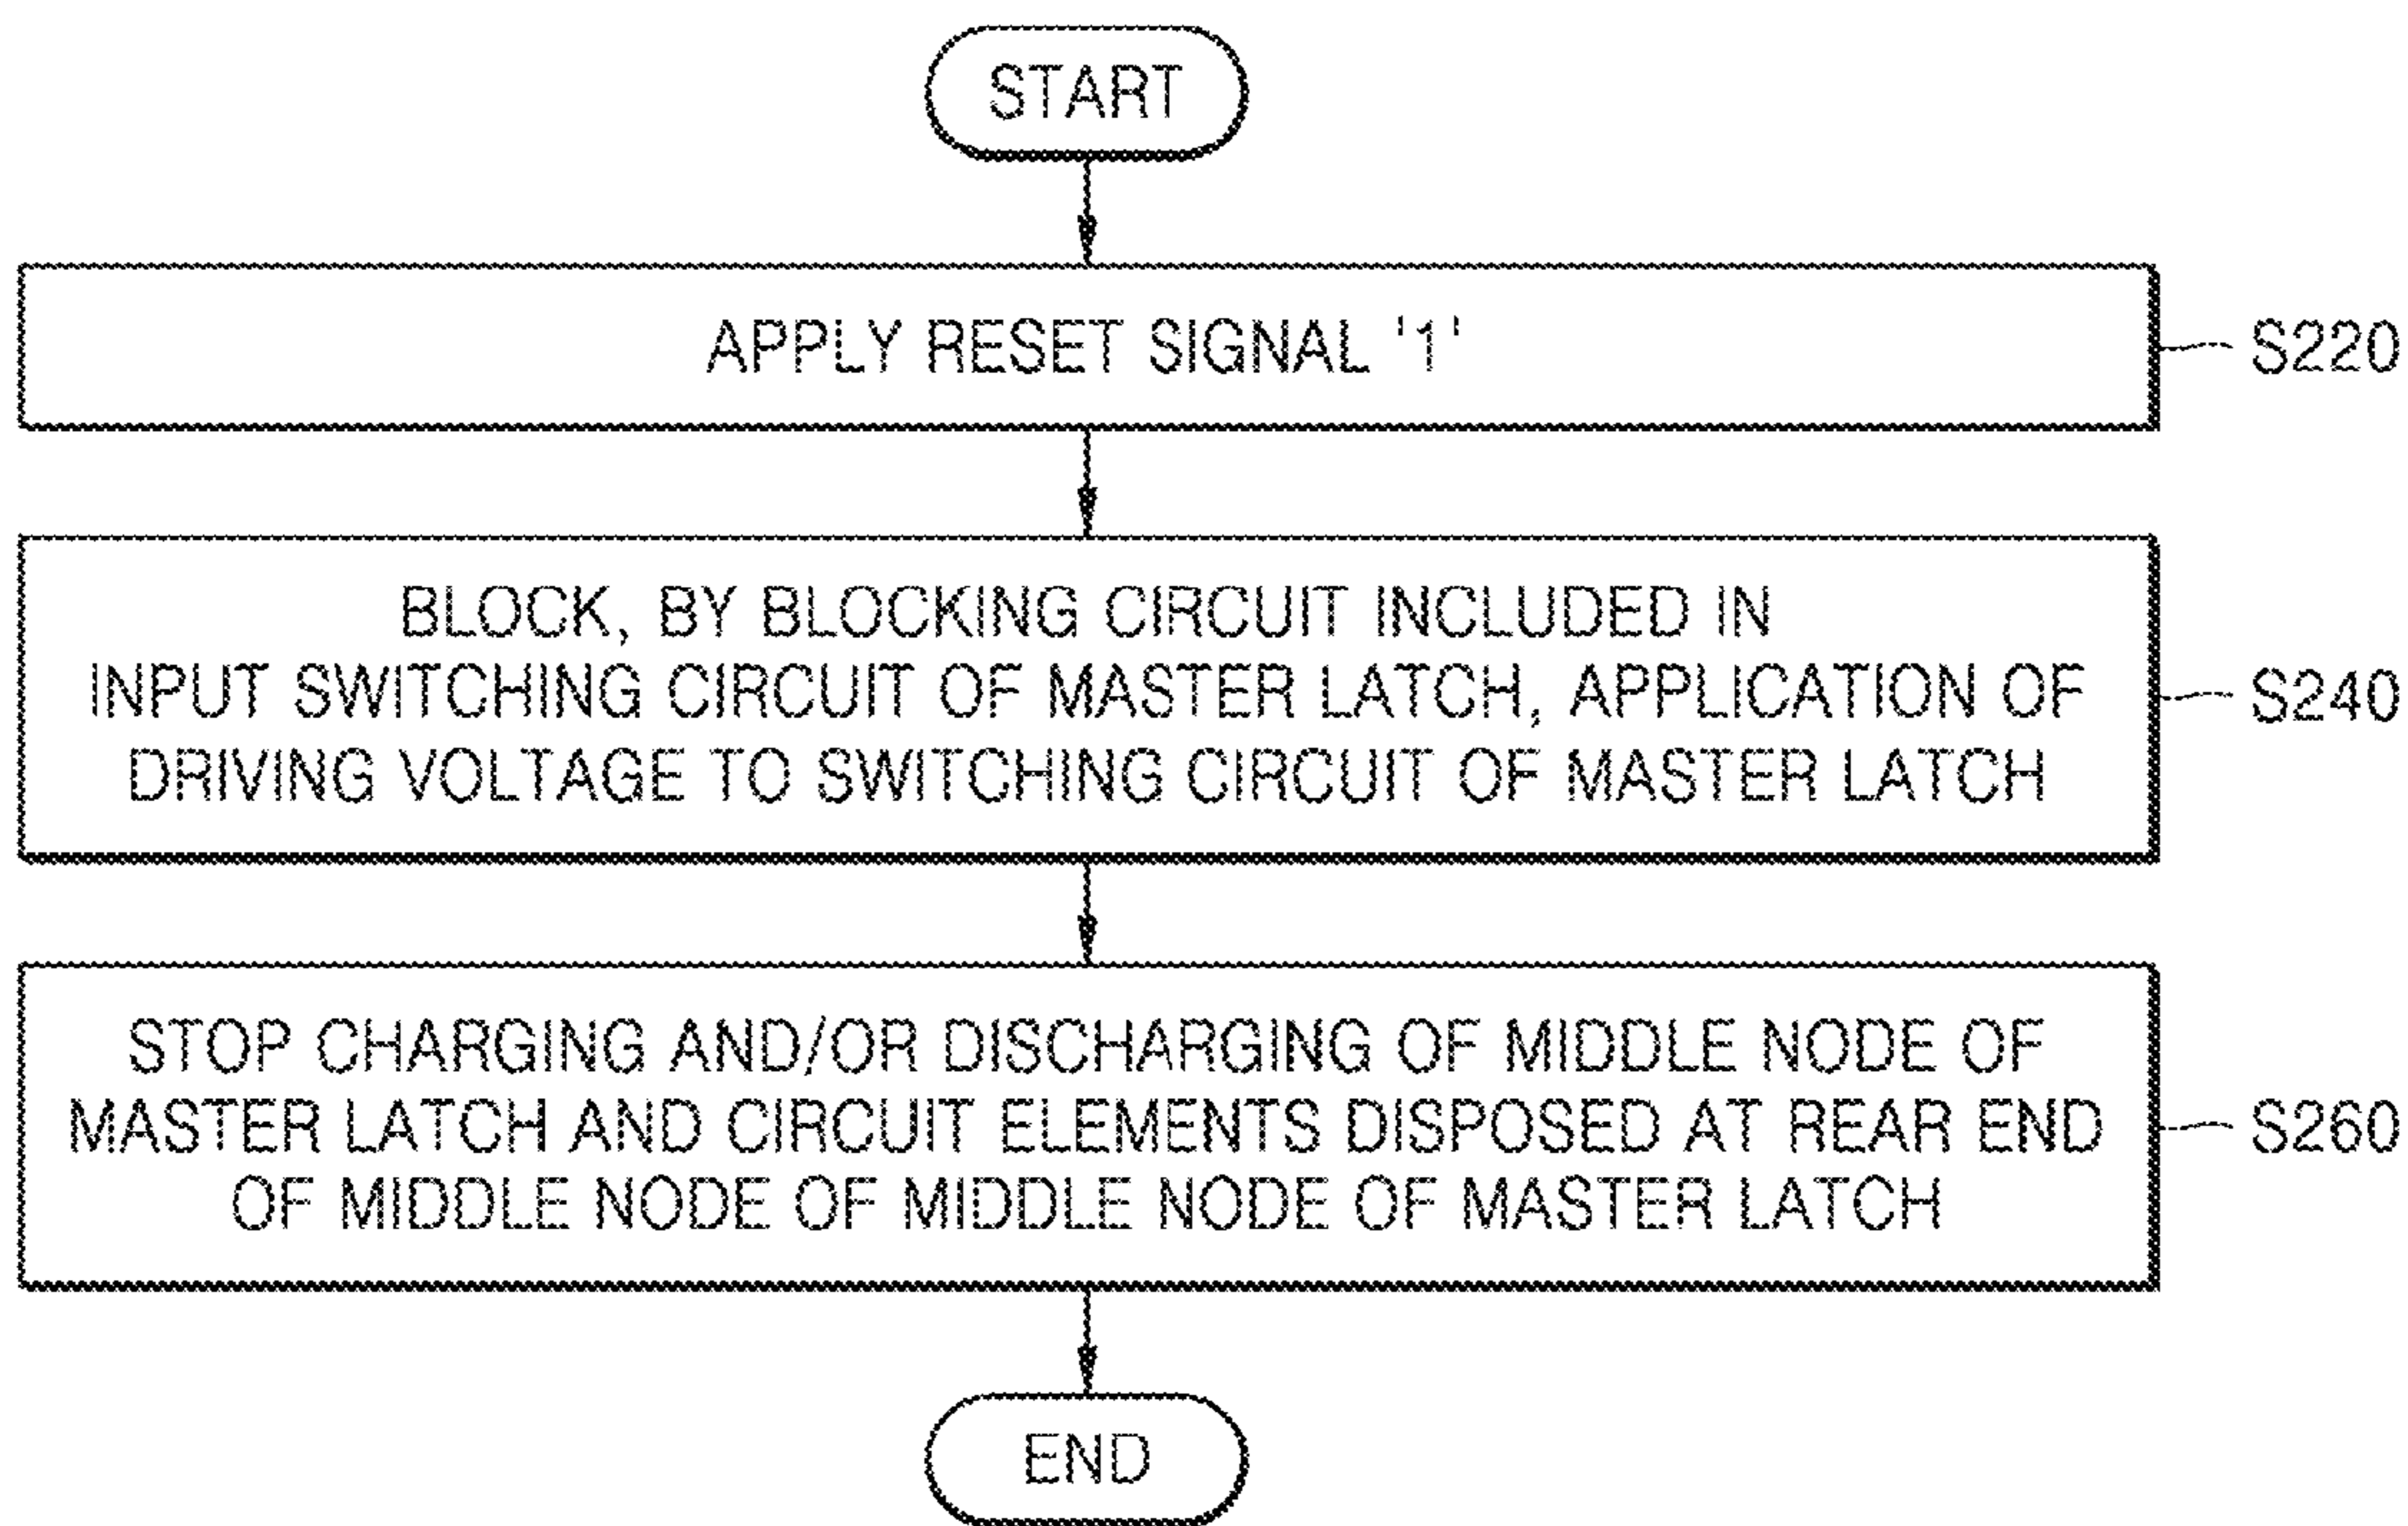 START
APPLY RESET SIGNAL '1'
S220
BLOCK, BY BLOCKING CIRCUIT INCLUDED IN
INPUT SWITCHING CIRCUIT OF MASTER LATCH, APPLICATION OF
DRIVING VOLTAGE TO SWITCHING CIRCUIT OF MASTER LATCH
S240
STOP CHARGING AND/OR DISCHARGING OF MIDDLE NODE OF
MASTER LATCH AND CIRCUIT ELEMENTS DISPOSED AT REAR END
OF MIDDLE NODE OF MIDDLE NODE OF MASTER LATCH
S260
END